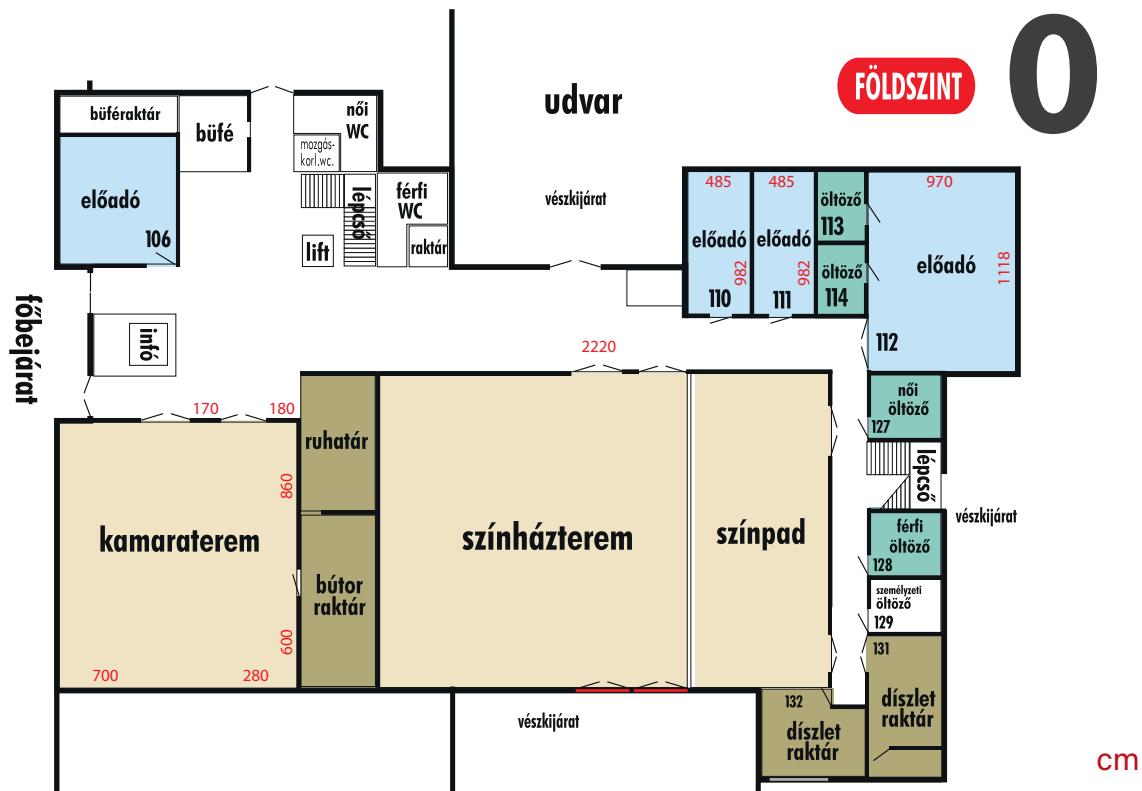 FÖLDSZINT
0
udvar
büféraktár
büfé
női
WC
mozgás-
korl.wc.
előadó
106
lépcső
férfi
WC
lift
raktár
vészkijárat
485
előadó
982
110
485
előadó
982
111
öltöző
113
öltöző
114
970
előadó
1118
112
főbejárat
infó
2220
170
180
860
kamaraterem
600
700
280
ruhatár
bútor
raktár
színházterem
színpad
női
öltöző
127
lépcső
vészkijárat
férfi
öltöző
128
személyzeti
öltöző
129
131
díszlet
raktár
132
díszlet
raktár
vészkijárat
cm